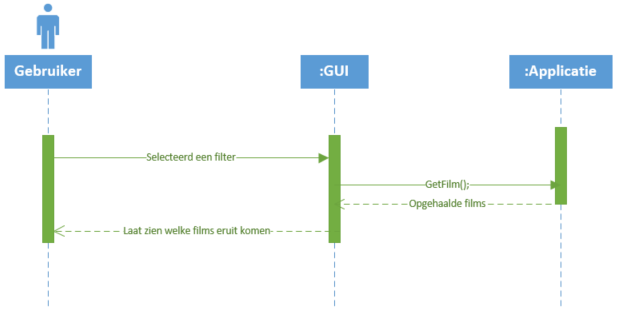 Gebruiker
:GUI
:Applicatie
Selecteerd een filter
GetFilm();
Opgehaalde films
Laat zien welke films eruit komen